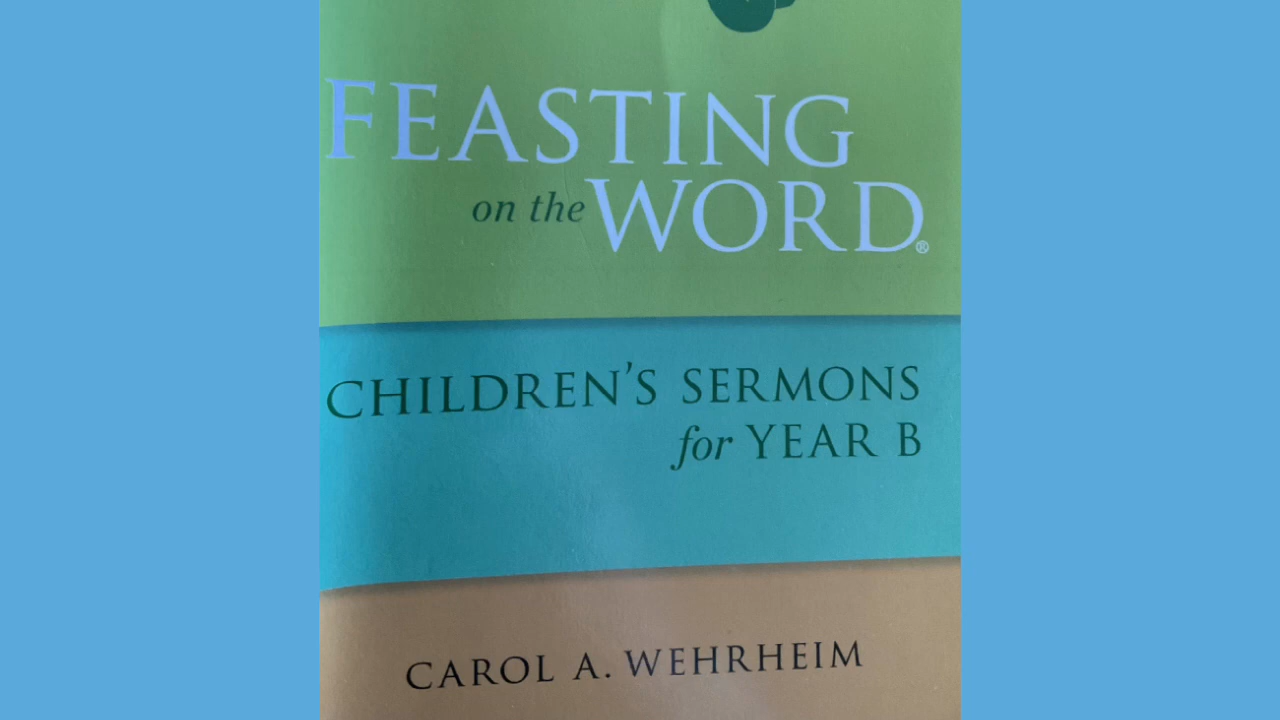 FEASTING
on the WORD®
CHILDREN'S SERMONS
for YEAR B
CAROL A. WEHRHEIM